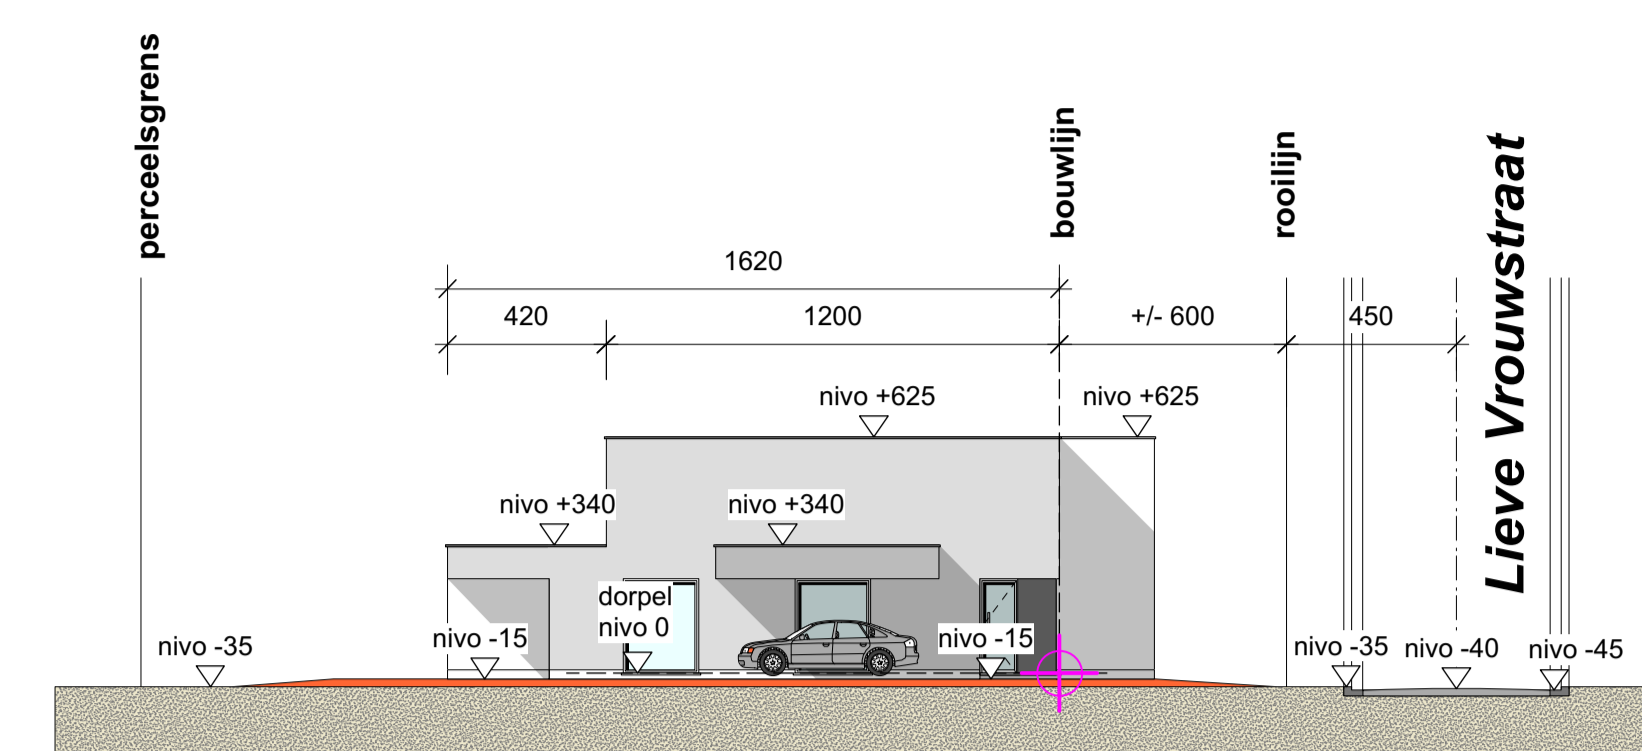 perceelsgrens
bouwlijn
rooilijn
Lieve Vrouwstraat
1620
420
1200
+/- 600
450
nivo +625
nivo +625
nivo +340
nivo +340
dorpel
nivo 0
nivo -35
nivo -15
nivo -15
nivo -35
nivo -40
nivo -45